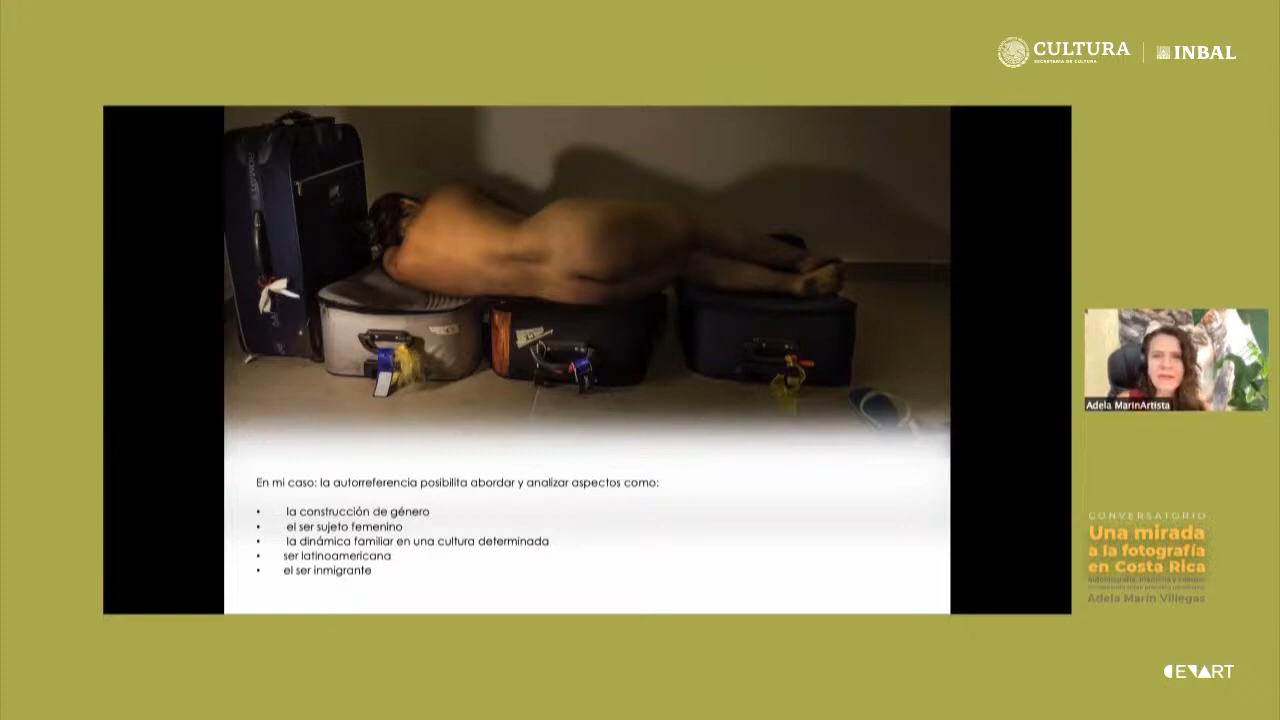 CULTURA
SECRETARÍA DE CULTURA
INBAL
En mi caso: la autorreferencia posibilita abordar y analizar aspectos como:
• la construcción de género
• el ser sujeto femenino
• la dinámica familiar en una cultura determinada
• ser latinoamericana
• el ser inmigrante
Adela MarinArtista
CONVERSATORIO
Una mirada
a la fotografía
en Costa Rica
Adela Marín Villegas
CENART